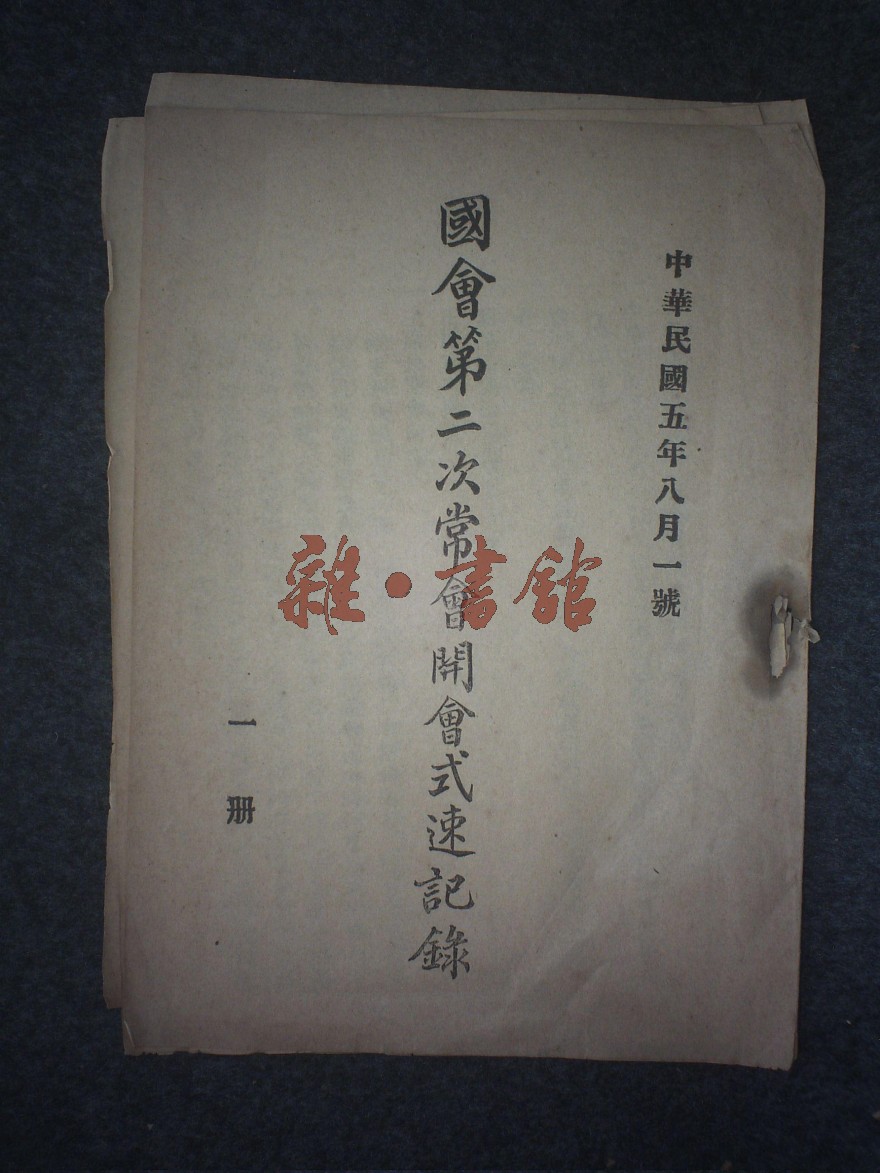 中華民國五年八月一號
國會第二次常會開會式速記錄
一册
雜·書館